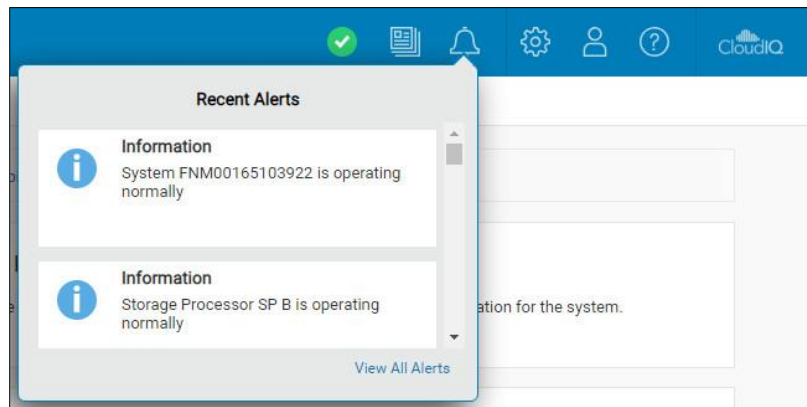 CloudIQ
Recent Alerts
Information
System FNM00165103922 is operating
normally
Information
Storage Processor SP B is operating
normally
ation for the system.
View All Alerts